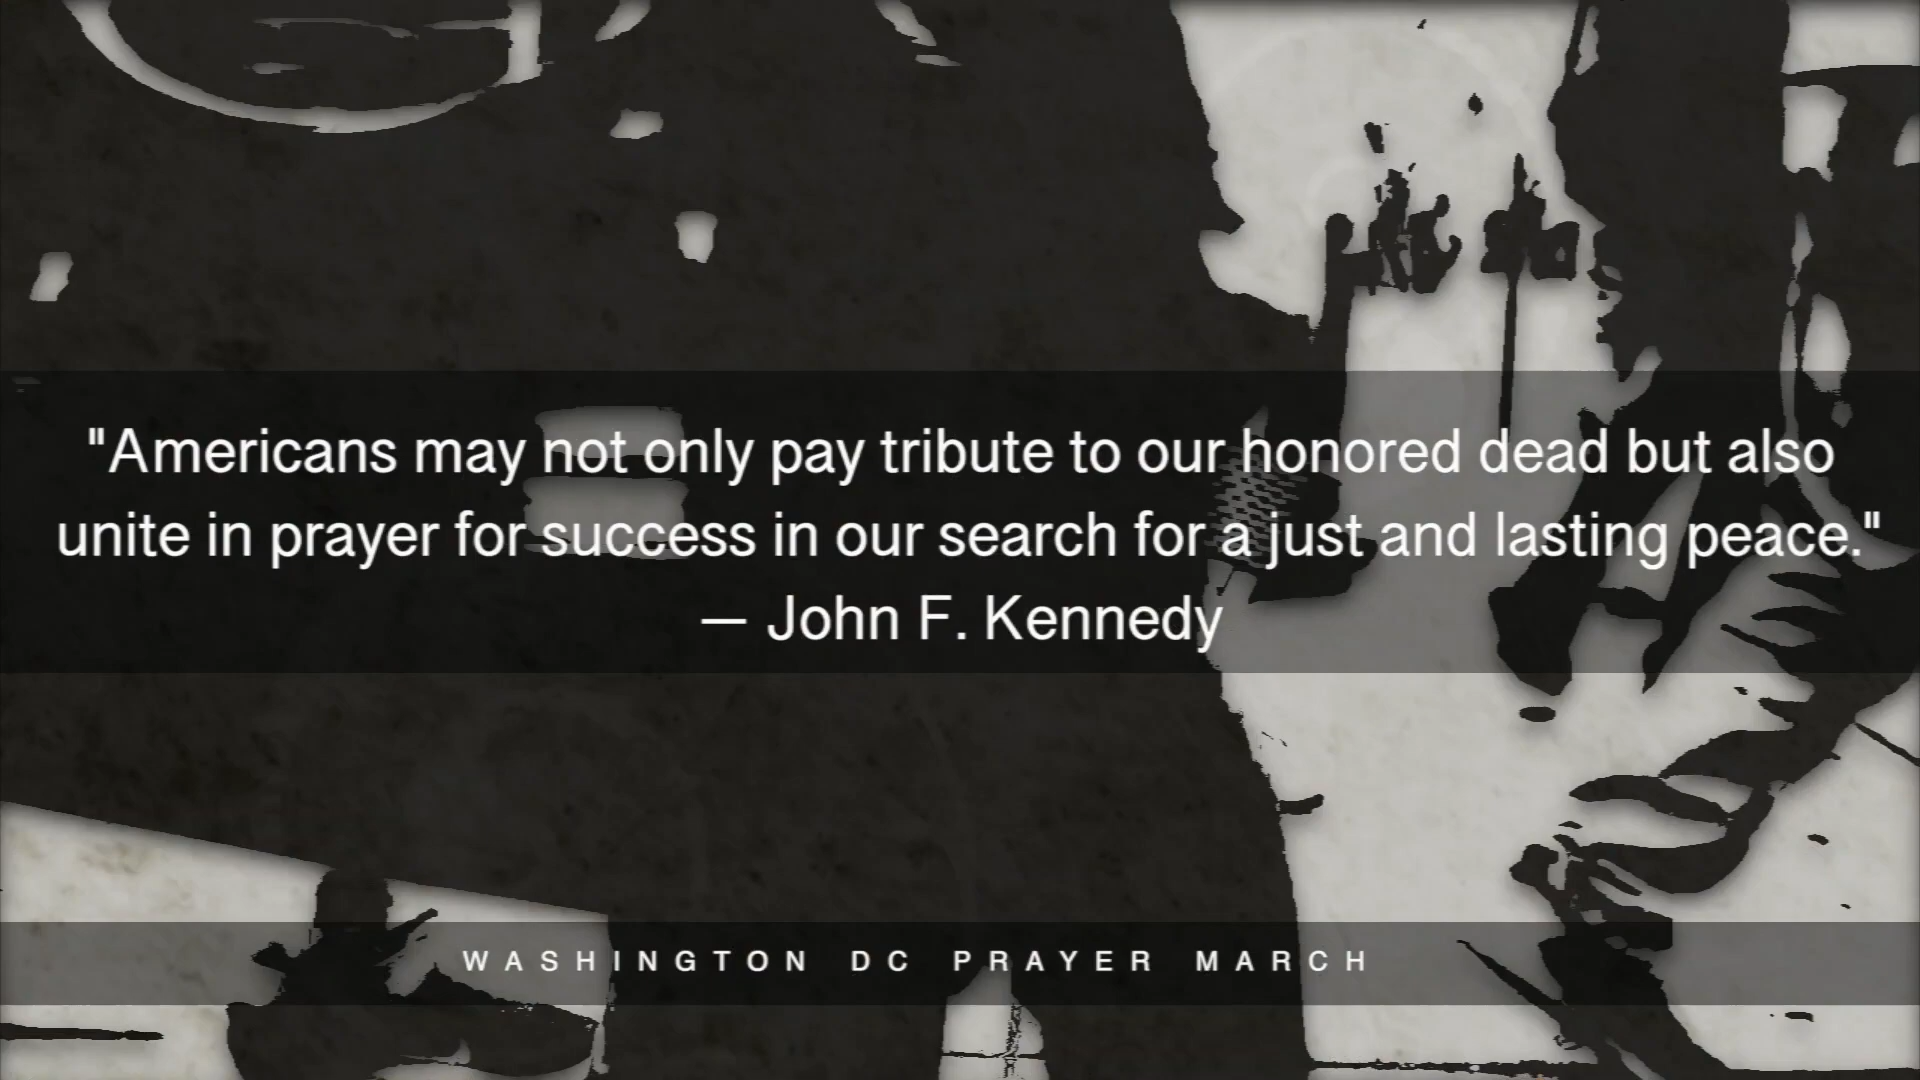 "Americans may not only pay tribute to our honored dead but also
unite in prayer for success in our search for a just and lasting peace."
— John F. Kennedy
WASHINGTON DC PRAYER MARCH